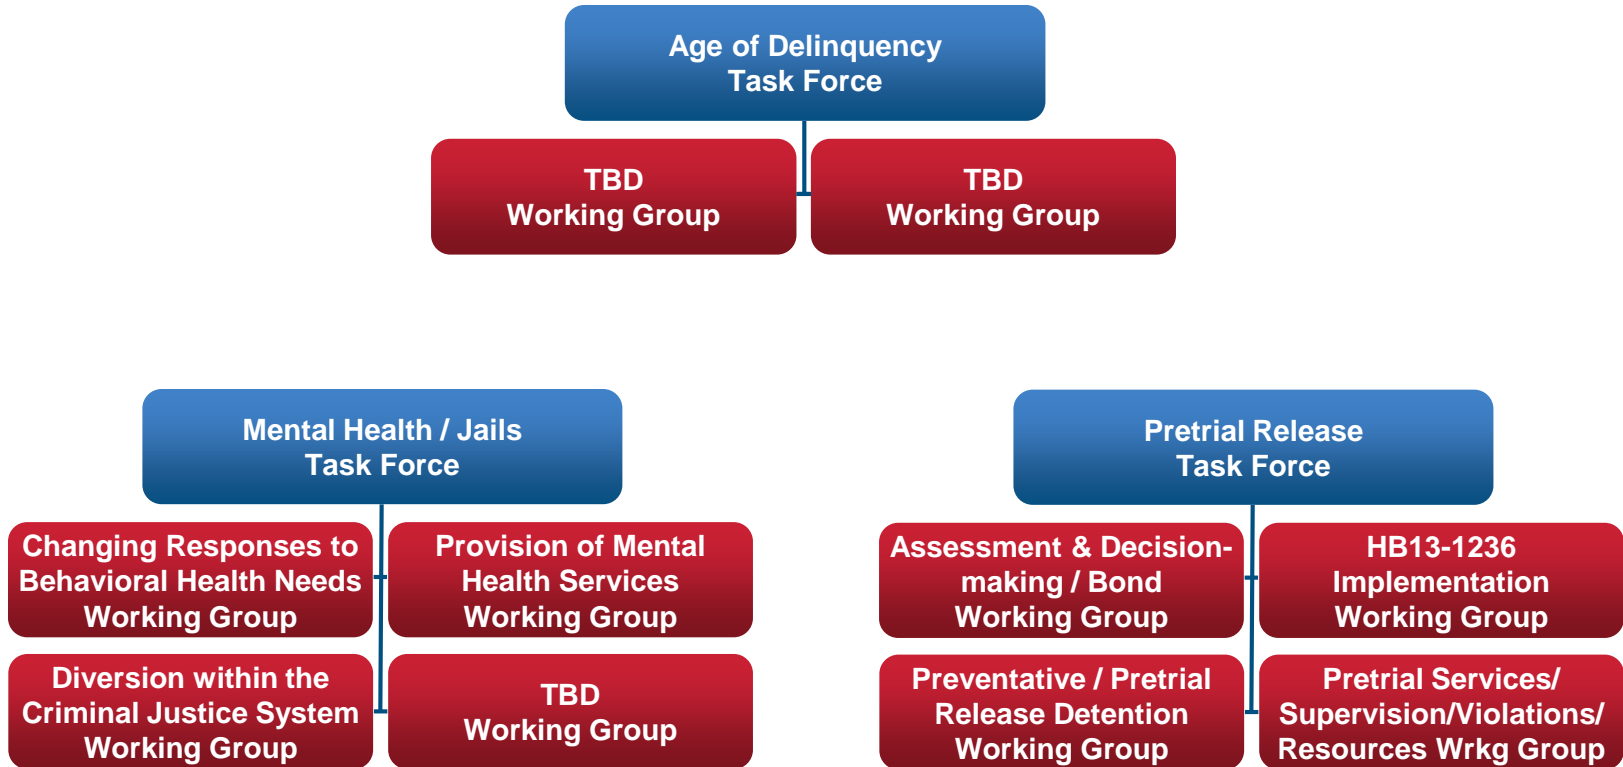 Age of Delinquency
Task Force
TBD
Working Group
TBD
Working Group
Mental Health / Jails
Task Force
Changing Responses to
Behavioral Health Needs
Working Group
Provision of Mental
Health Services
Working Group
Diversion within the
Criminal Justice System
Working Group
TBD
Working Group
Pretrial Release
Task Force
Assessment & Decision-
making / Bond
Working Group
HB13-1236
Implementation
Working Group
Preventative / Pretrial
Release Detention
Working Group
Pretrial Services/
Supervision/Violations/
Resources Wrkg Group